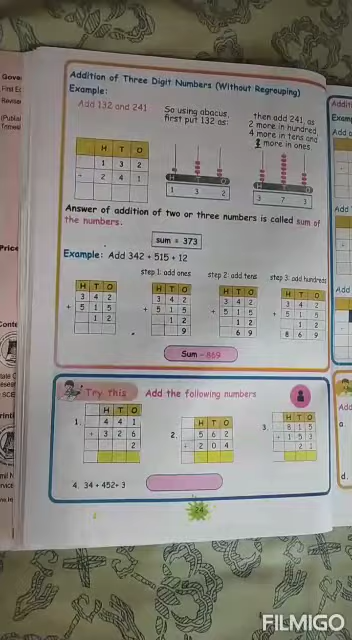 Addition of Three Digit Numbers (Without Regrouping)
Example:
Add 132 and 241
So using abacus,
first put 132 as:
then add 241, as
2 more in hundred,
4 more in tens and
more in ones.
H T O
1 3 2
2 4 1
H T O
1 3 2
H T O
3 7 3
Answer of addition of two or three numbers is called sum of
the numbers.
sum = 373
Example: Add 342 + 515 + 12
step 1: add ones
step 2: add tens
step 3: add hundreds
H T O
3 4 2
+ 5 1 5
1 2
H T O
3 4 2
+ 5 1 5
1 2
9
H T O
3 4 2
+ 5 1 5
1 2
6 9
H T O
3 4 2
+ 5 1 5
1 2
8 6 9
Sum - 869
Try this
Add the following numbers
1.
H T O
4 4 1
+ 3 2 6
2.
H T O
5 6 2
+ 2 0 4
3.
H T O
8 1 5
+ 1 5 3
2 1
4. 34 + 452+ 3
24
FILMIGO